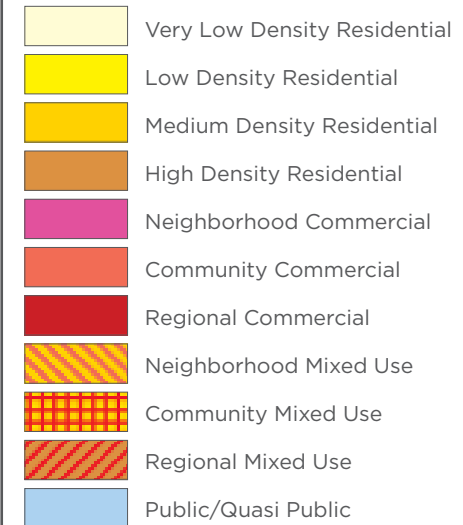 Very Low Density Residential
Low Density Residential
Medium Density Residential
High Density Residential
Neighborhood Commercial
Community Commercial
Regional Commercial
Neighborhood Mixed Use
Community Mixed Use
Regional Mixed Use
Public/Quasi Public